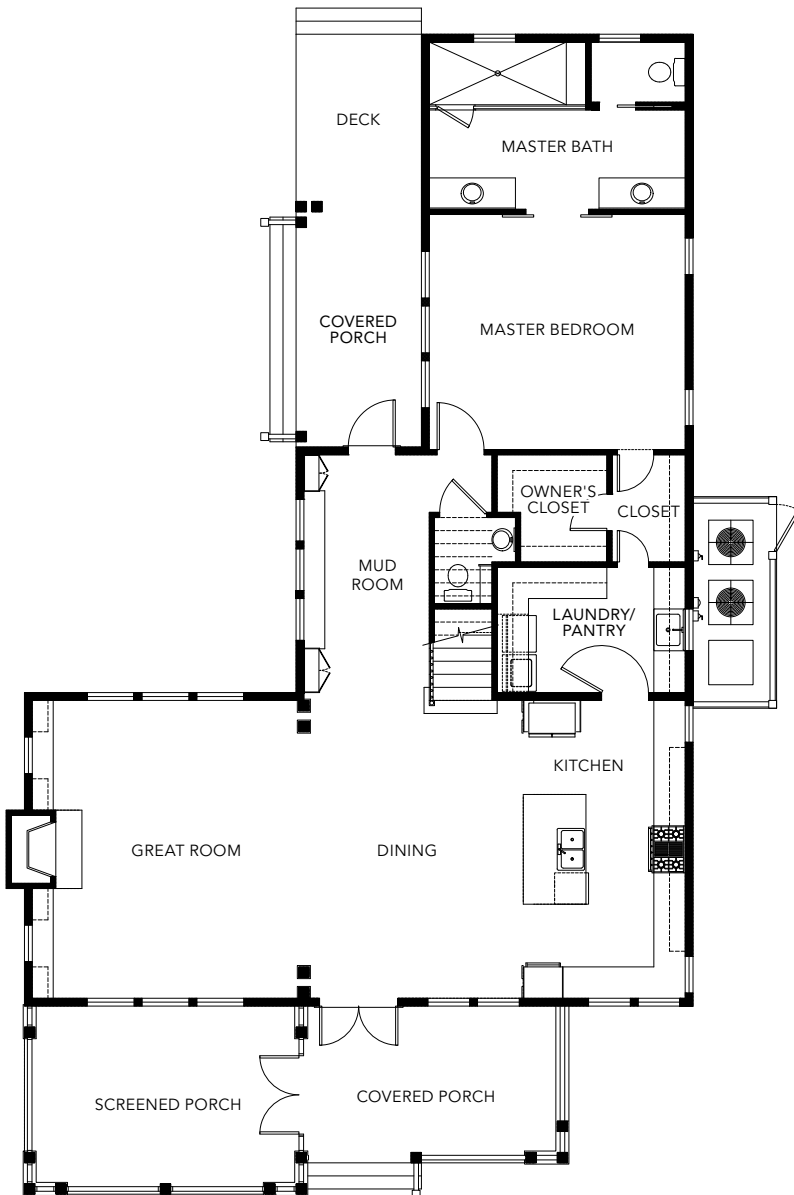 DECK
MASTER BATH
COVERED
PORCH
MASTER BEDROOM
OWNER'S
CLOSET
CLOSET
MUD
ROOM
LAUNDRY/
PANTRY
KITCHEN
GREAT ROOM
DINING
SCREENED PORCH
COVERED PORCH